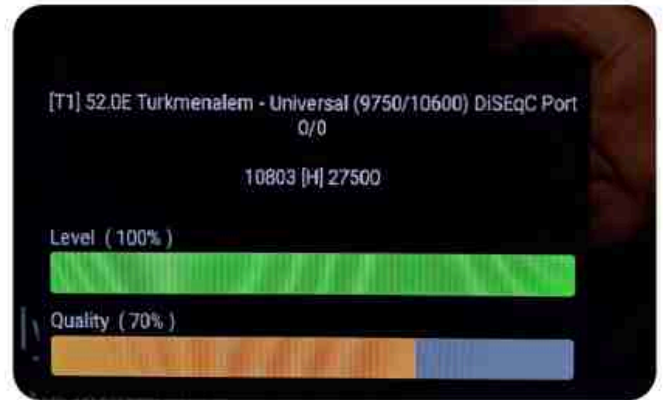 [T1] 52.0E Turkmenalem - Universal (9750/10600) DiSEqC Port
0/0
10803 [H] 27500
Level ( 100% )
Quality ( 70% )